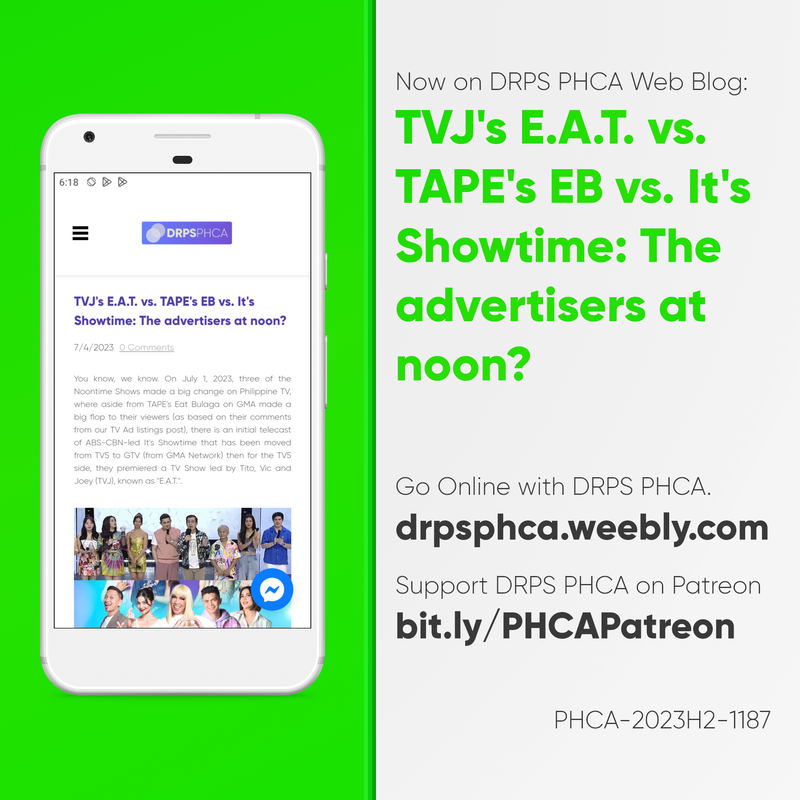 6:18
DRPSPHCA
TVJ's E.A.T. vs. TAPE's EB vs. It's
Showtime: The advertisers at noon?
7/4/2023 0 Comments
You know, we know. On July 1, 2023, three of the
Noontime Shows made a big change on Philippine TV,
where aside from TAPE's Eat Bulaga on GMA made a
big flop to their viewers (as based on their comments
from our TV Ad listings post), there is an initial telecast
of ABS-CBN-led It's Showtime that has been moved
from TV5 to GTV (from GMA Network) then for the TV5
side, they premiered a TV Show led by Tito, Vic and
Joey (TVJ), known as "E.A.T.".
Now on DRPS PHCA Web Blog:
TVJ's E.A.T. vs.
TAPE's EB vs. It's
Showtime: The
advertisers at
noon?
Go Online with DRPS PHCA.
drpsphca.weebly.com
Support DRPS PHCA on Patreon
bit.ly/PHCAPatreon
PHCA-2023H2-1187